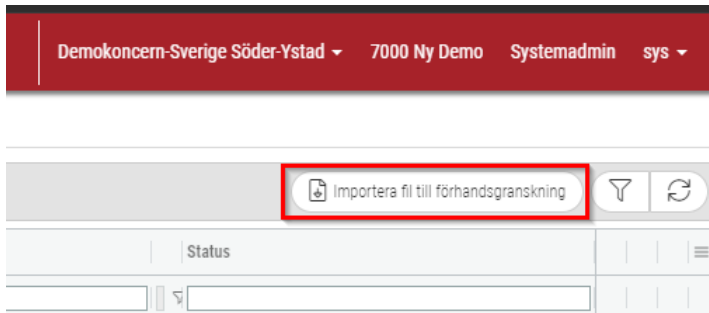 Demokoncern-Sverige Söder-Ystad 7000 Ny Demo Systemadmin sys
Importera fil till förhandsgranskning
Status